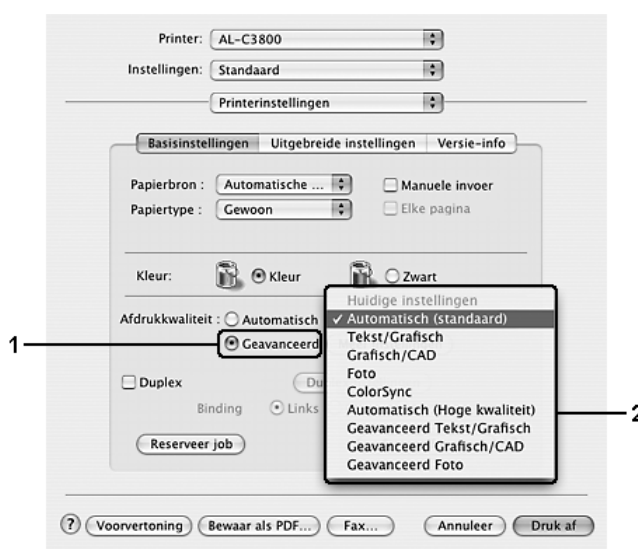 Printer: AL-C3800
Instellingen: Standaard
Printerinstellingen
Basisinstellingen Uitgebreide instellingen Versie-info
Papierbron : Automatische ... Manuele invoer
Papiertype : Gewoon Elke pagina
Kleur: Kleur Zwart
Afdrukkwaliteit : Automatisch
1 Geavanceerd
Huidige instellingen
✓ Automatisch (standaard)
Tekst/Grafisch
Grafisch/CAD
Foto
ColorSync
Automatisch (Hoge kwaliteit)
Geavanceerd Tekst/Grafisch
Geavanceerd Grafisch/CAD
Geavanceerd Foto
2
Duplex Du
Binding Links
Reserveer job
? Voorvertoning Bewaar als PDF... Fax... Annuleer Druk af